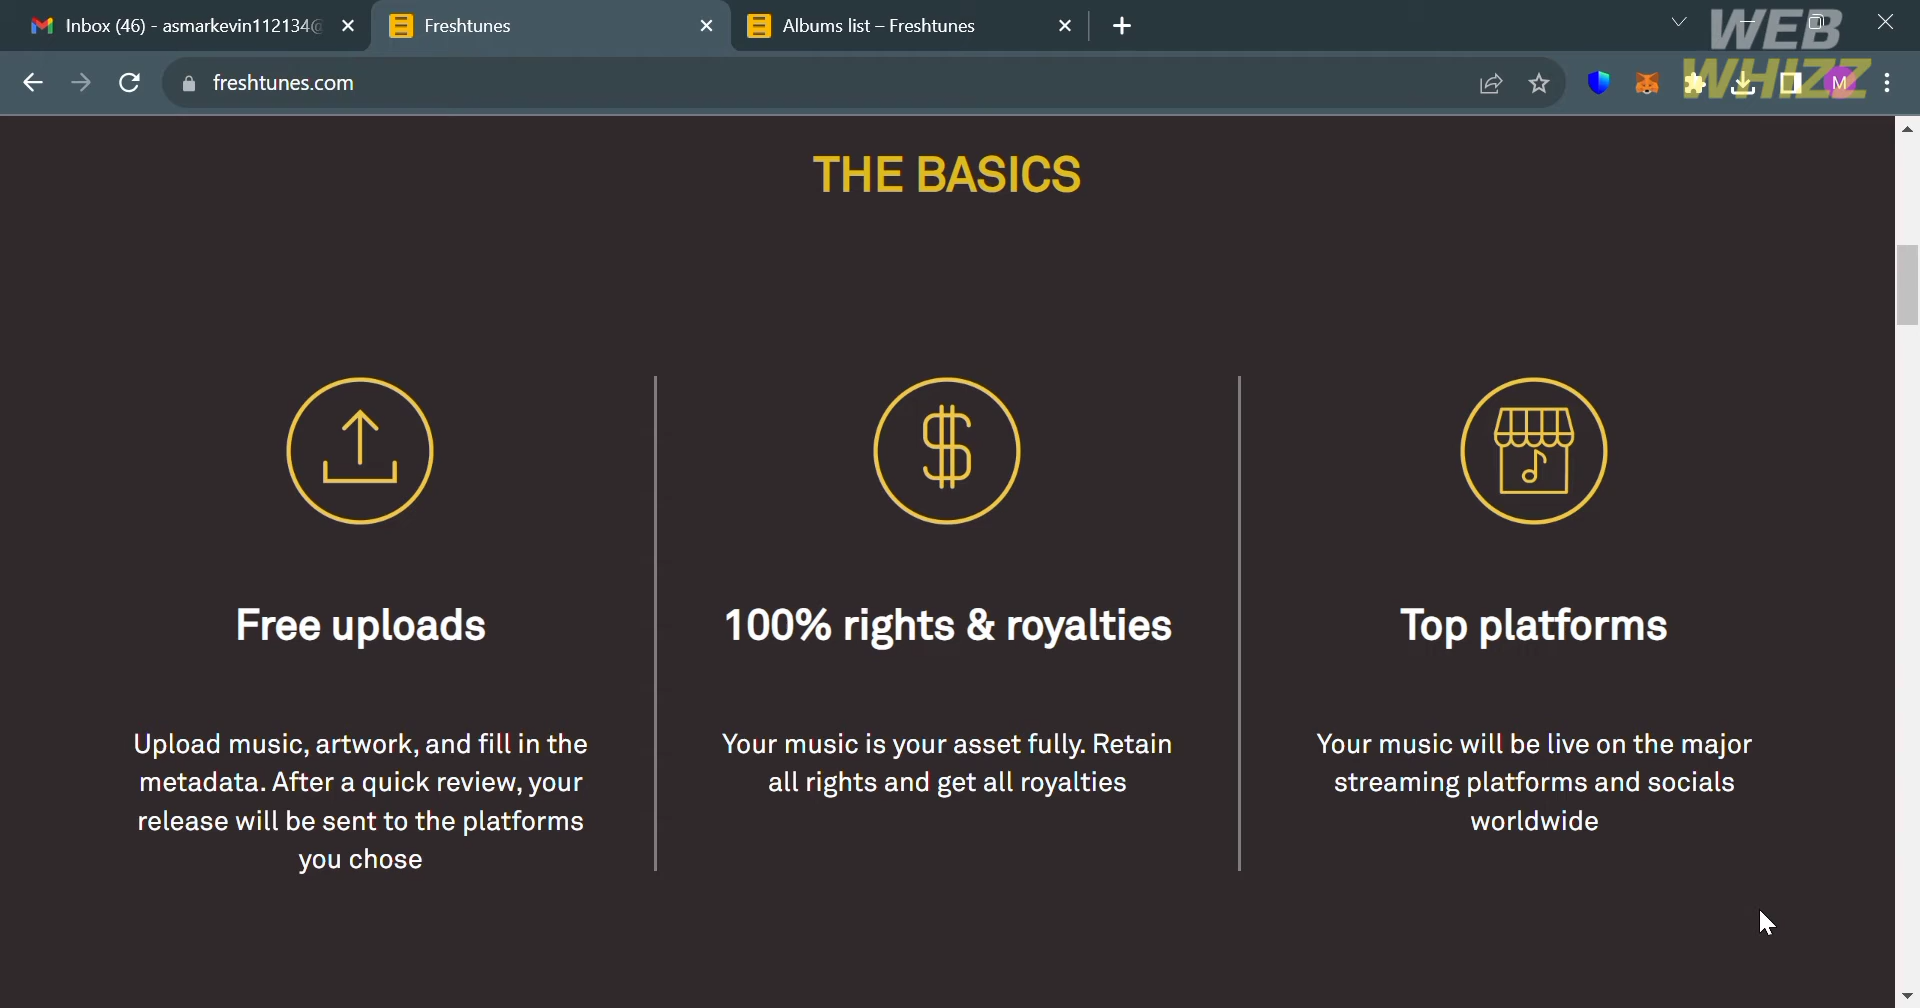 Inbox (46) - asmarkevin112134@
Freshtunes
Albums list – Freshtunes
WEB
WHIZZ
freshtunes.com
M
THE BASICS
Free uploads
Upload music, artwork, and fill in the
metadata. After a quick review, your
release will be sent to the platforms
you chose
100% rights & royalties
Your music is your asset fully. Retain
all rights and get all royalties
Top platforms
Your music will be live on the major
streaming platforms and socials
worldwide